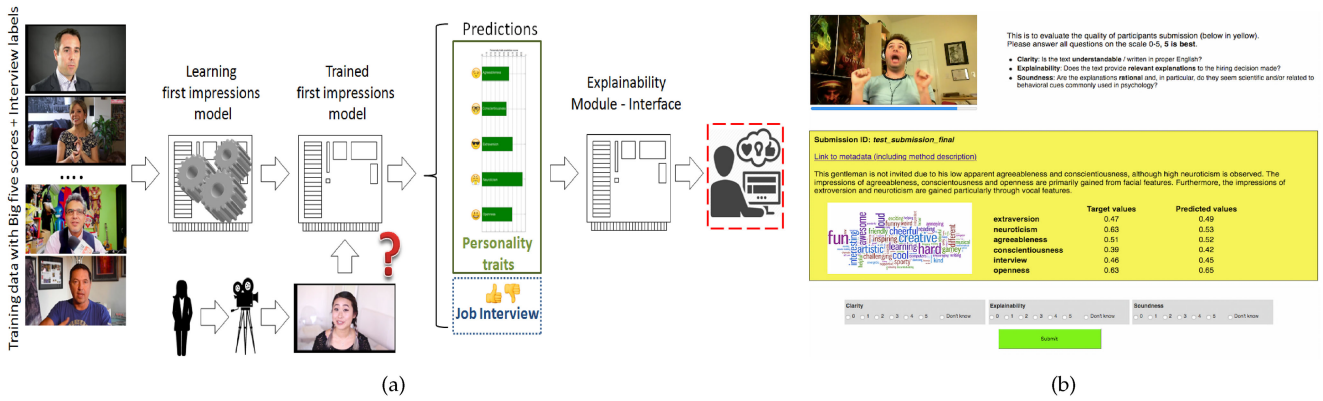 Training data with Big five scores + Interview labels
....
Learning
first impressions
model
Trained
first impressions
model
?
Predictions
Personality
traits
Job Interview
Explainability
Module - Interface
(a)
This is to evaluate the quality of participants submission (below in yellow).
Please answer all questions on the scale 0-5, 5 is best.
• Clarity: Is the text understandable / written in proper English?
• Explainability: Does the text provide relevant explanations to the hiring decision made?
• Soundness: Are the explanations rational and, in particular, do they seem scientific and/or related to
behavioral cues commonly used in psychology?
Submission ID: test_submission_final
Link to metadata (including method description)
This gentleman is not invited due to his low apparent agreeableness and conscientiousness, although high neuroticism is observed. The
impressions of agreeableness, conscientousness and openness are primarily gained from facial features. Furthermore, the impressions of
extroversion and neuroticism are gained particularly through vocal features.
fun awesome loud cheerful creative hard
interesting friendly inspiring learning artistic cool
challenging sporty different
Target values Predicted values
extraversion 0.47 0.49
neuroticism 0.63 0.53
agreeableness 0.51 0.52
conscientiousness 0.39 0.42
interview 0.46 0.45
openness 0.63 0.65
Clarity Explainability Soundness
0 1 2 3 4 5 Don't know 0 1 2 3 4 5 Don't know 0 1 2 3 4 5 Don't know
Submit
(b)